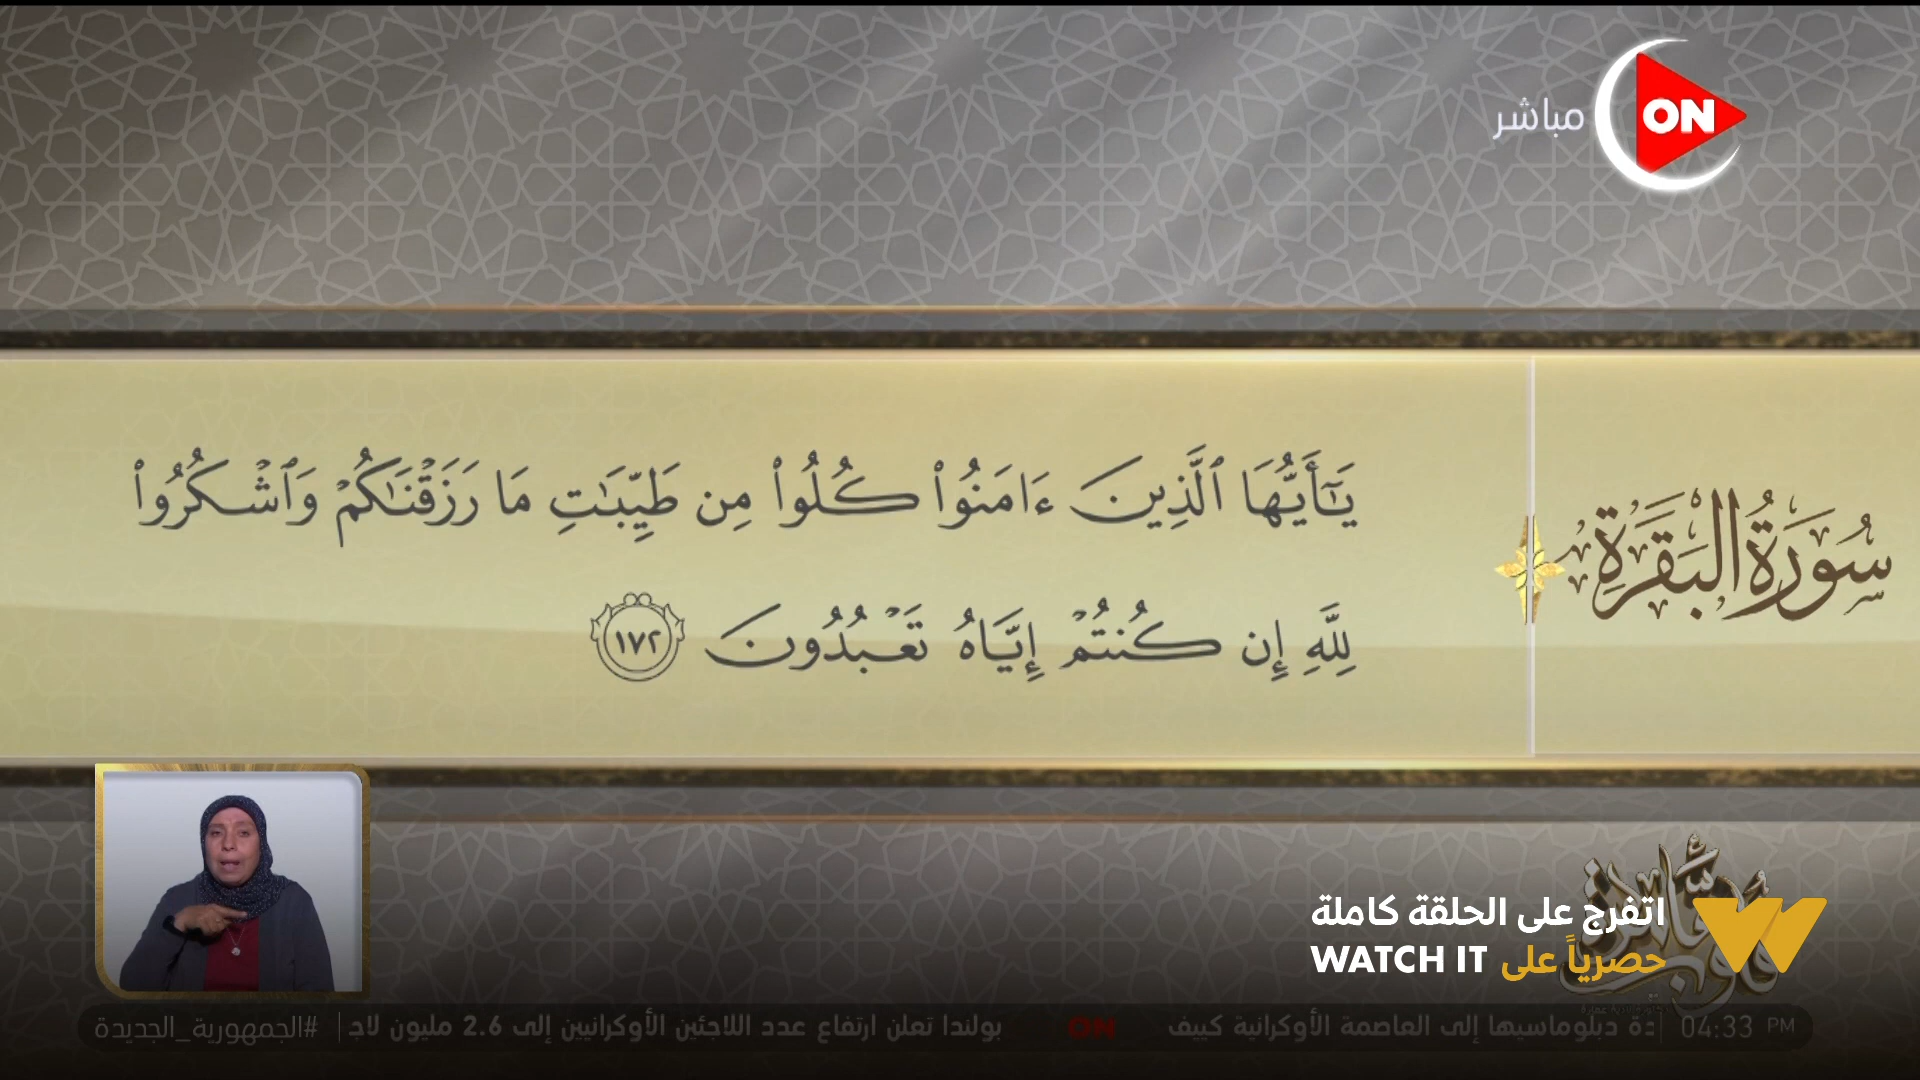 مباشر
ON
يَـٰٓأَيُّهَا ٱلَّذِينَ ءَامَنُوا۟ كُلُوا۟ مِن طَيِّبَـٰتِ مَا رَزَقْنَـٰكُمْ وَٱشْكُرُوا۟
لِلَّهِ إِن كُنتُمْ إِيَّاهُ تَعْبُدُونَ ١٧٢
سُورَةُ البَقَرَةِ
اتفرج على الحلقة كاملة
حصرياً على WATCH IT
04:33 PM
دة دبلوماسيها إلى العاصمة الأوكرانية كييف ON بولندا تعلن ارتفاع عدد اللاجئين الأوكرانيين إلى 2.6 مليون لاج
#الجمهورية_الجديدة